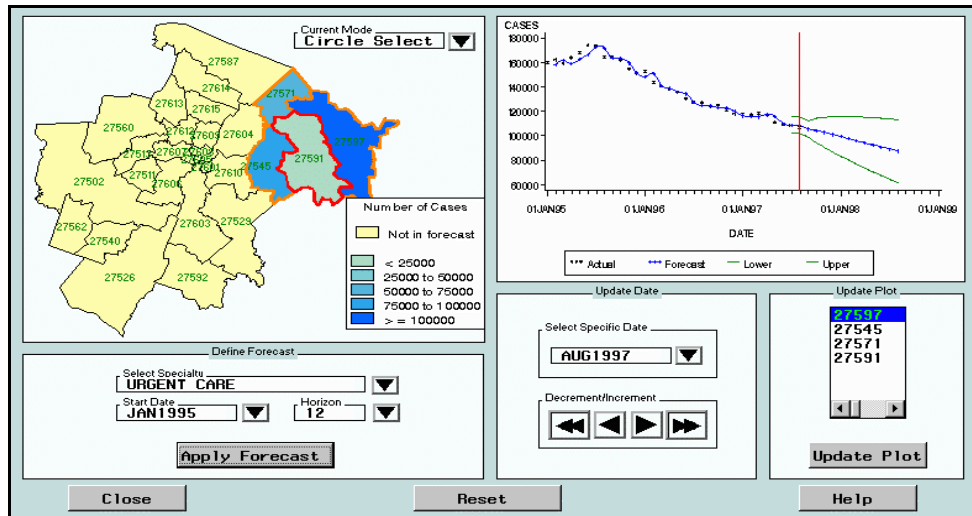 Current Mode
Circle Select
27587
27571
27614
27613
27615
27560
27612
27609
27604
27597
27545
27591
27511
27606
27610
27502
27562
27540
27603
27529
27526
27592
Number of Cases
Not in forecast
< 25000
25000 to 50000
50000 to 75000
75000 to 100000
> = 100000
CASES
180000
160000
140000
120000
100000
80000
60000
01JAN95
01JAN96
01JAN97
01JAN98
01JAN99
DATE
Actual Forecast Lower Upper
Define Forecast
Select Specialty
URGENT CARE
Start Date
JAN1995
Horizon
12
Apply Forecast
Update Date
Select Specific Date
AUG1997
Decrement/Increment
Update Plot
27597
27545
27571
27591
Update Plot
Close
Reset
Help